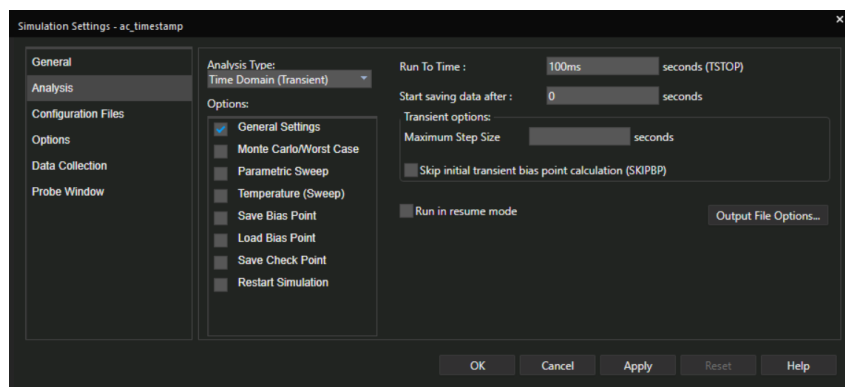 Simulation Settings - ac_timestamp
×
General
Analysis
Configuration Files
Options
Data Collection
Probe Window
Analysis Type:
Time Domain (Transient)
Options:
General Settings
Monte Carlo/Worst Case
Parametric Sweep
Temperature (Sweep)
Save Bias Point
Load Bias Point
Save Check Point
Restart Simulation
Run To Time : 100ms seconds (TSTOP)
Start saving data after : 0 seconds
Transient options:
Maximum Step Size seconds
Skip initial transient bias point calculation (SKIPBP)
Run in resume mode
Output File Options...
OK Cancel Apply Reset Help